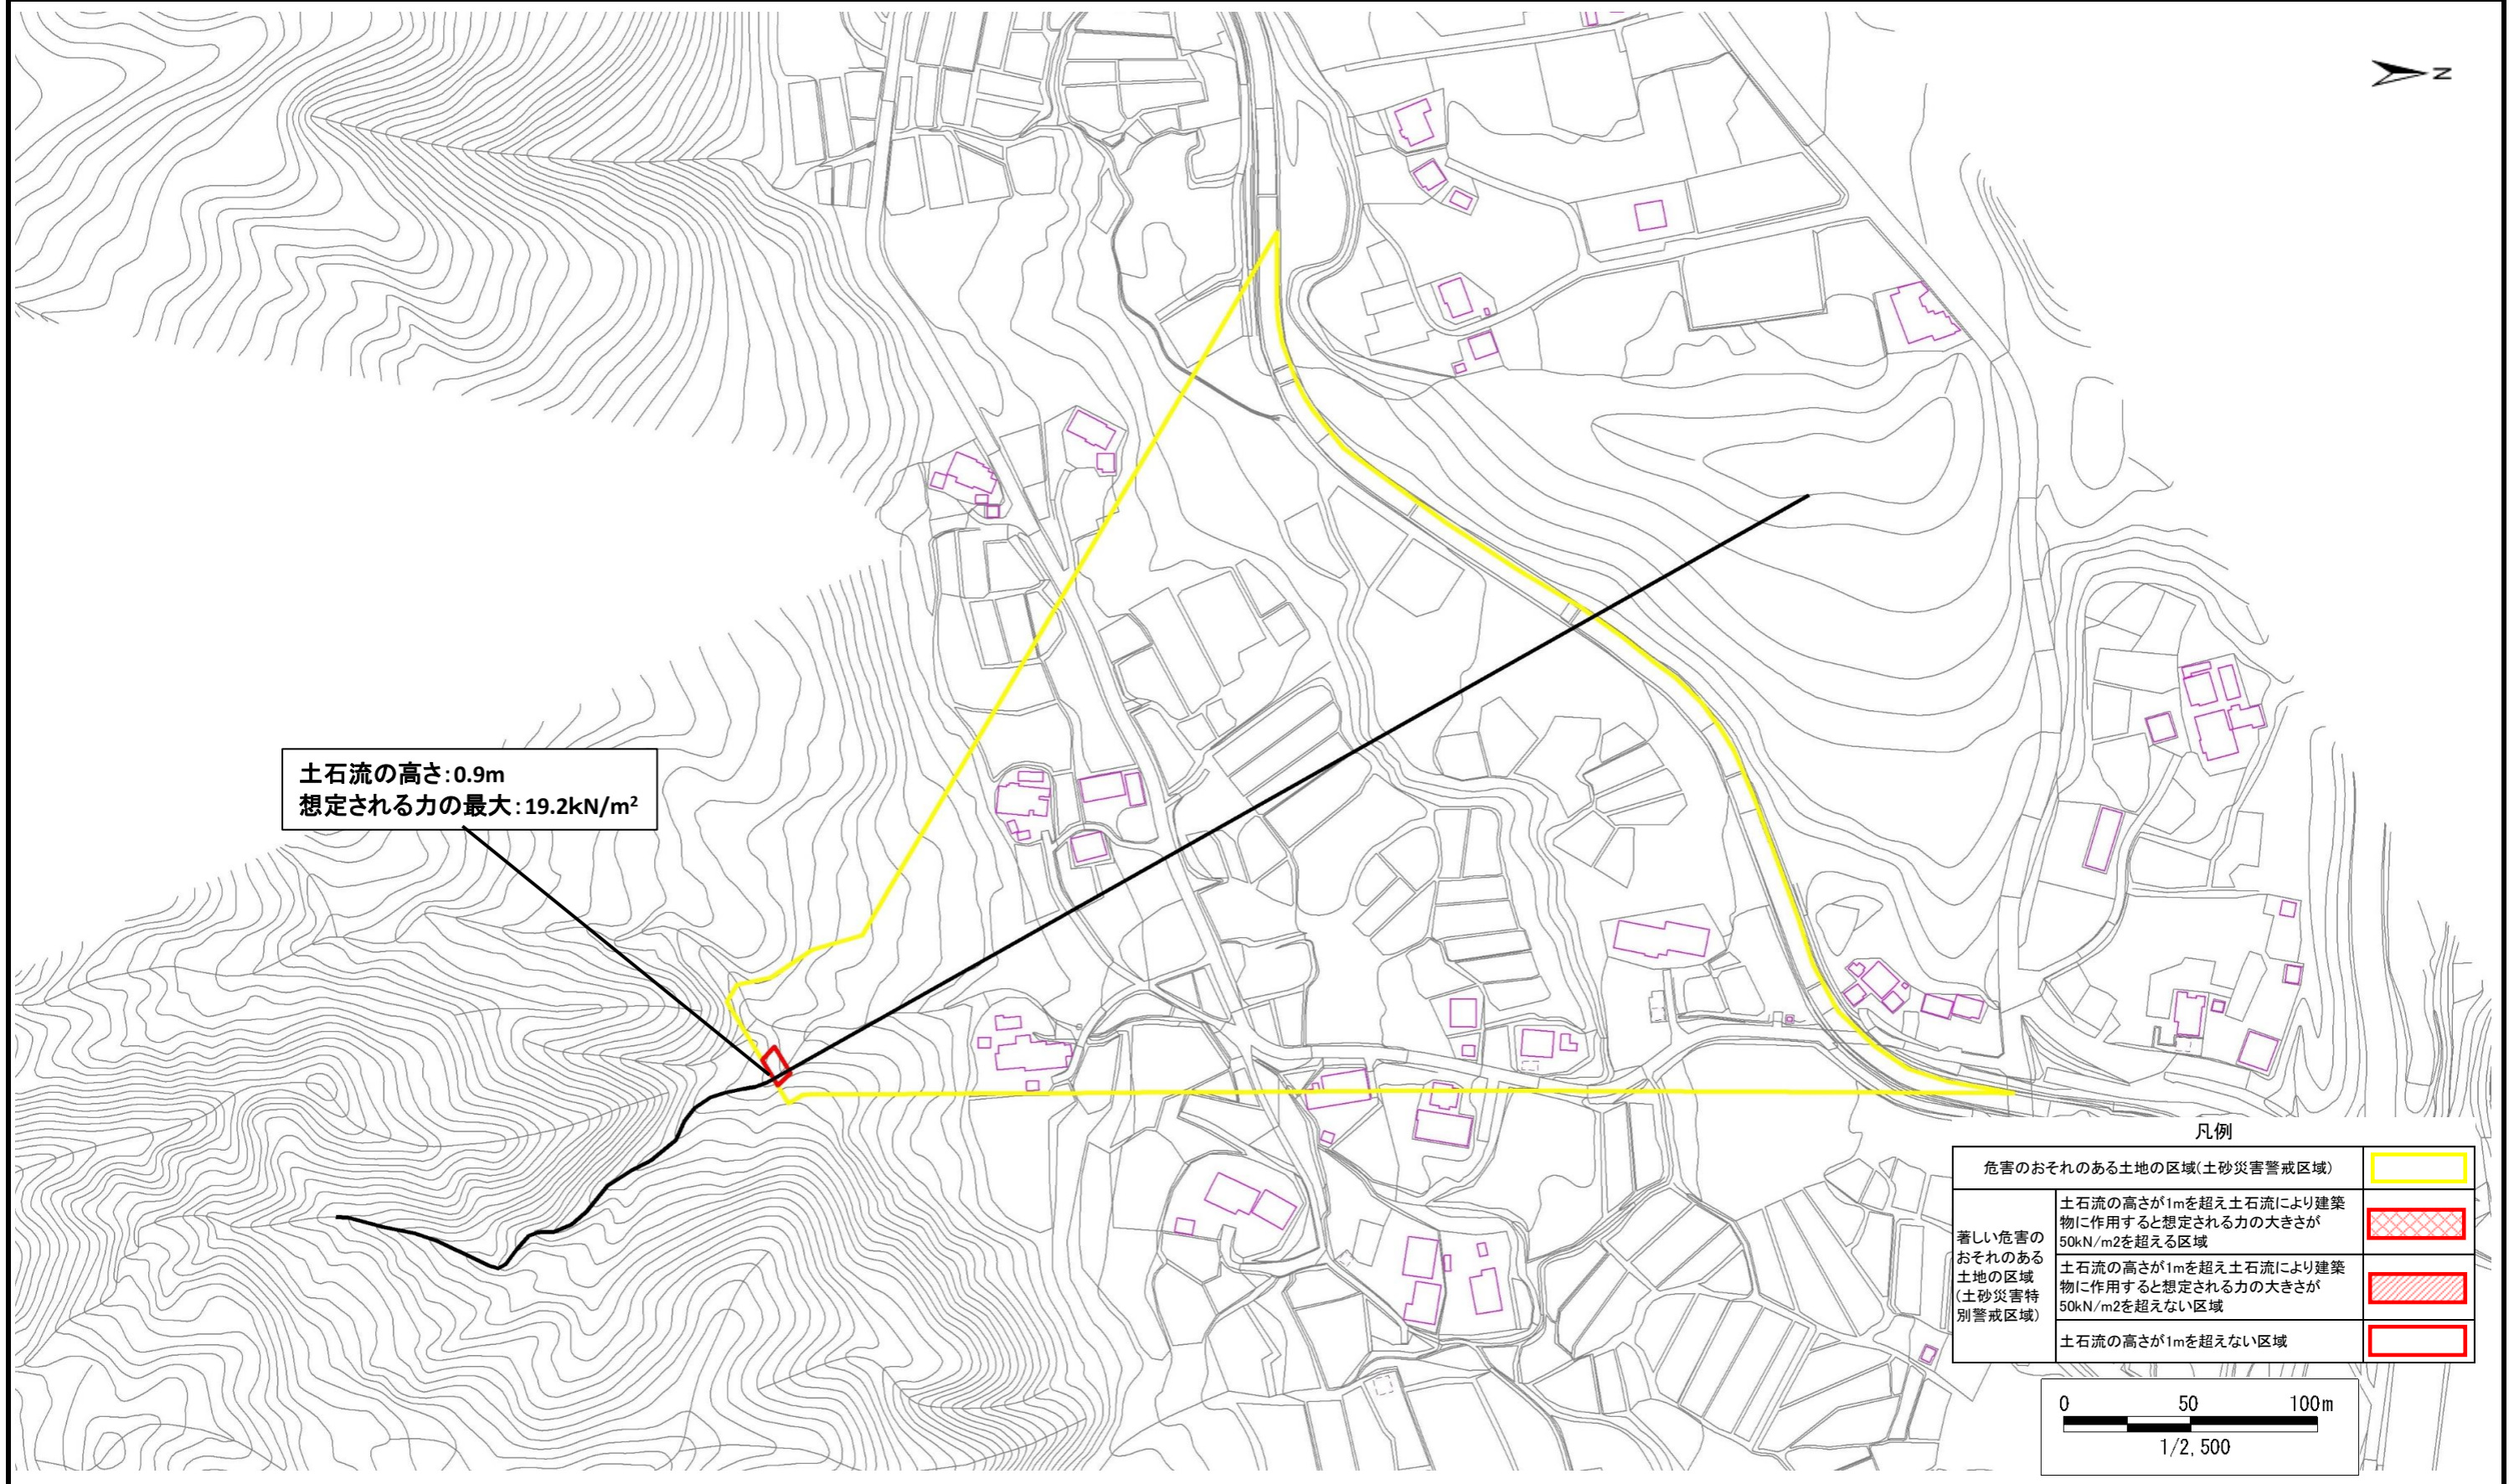 N
土石流の高さ:0.9m
想定される力の最大:19.2kN/m²
凡例
危害のおそれのある土地の区域(土砂災害警戒区域)
著しい危害の
おそれのある
土地の区域
(土砂災害特
別警戒区域)
土石流の高さが1mを超え土石流により建築
物に作用すると想定される力の大きさが
50kN/m2を超える区域
土石流の高さが1mを超え土石流により建築
物に作用すると想定される力の大きさが
50kN/m2を超えない区域
土石流の高さが1mを超えない区域
0 50 100m
1/2,500